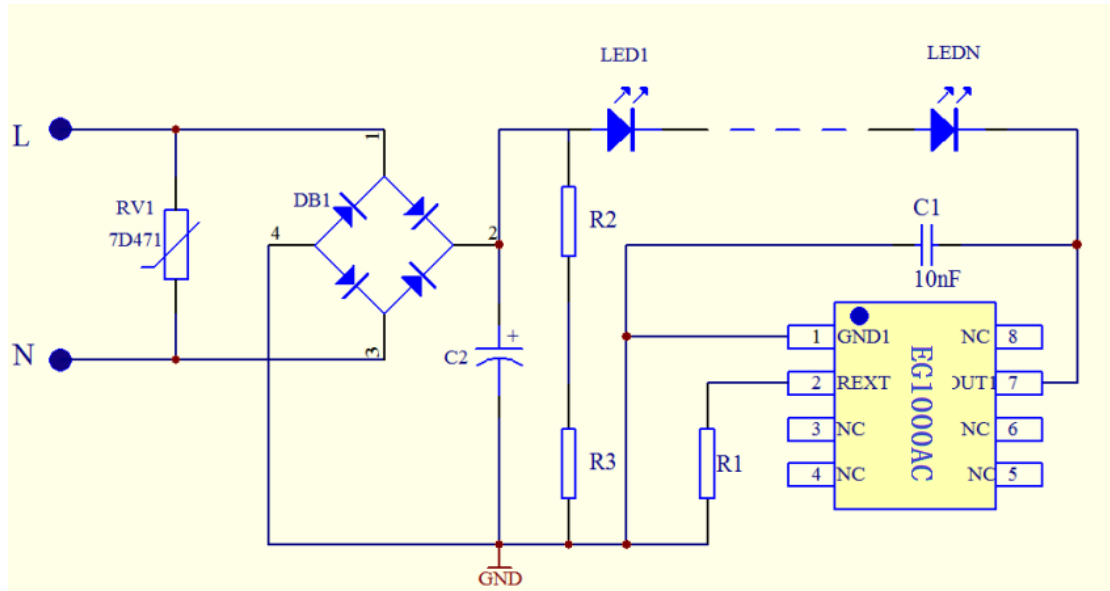 LED1
LEDN
L
1
RV1
7D471
DB1
4
2
R2
C1
10nF
N
3
C2
+
1 GND1
NC 8
2 REXT
OUT1 7
3 NC
NC 6
4 NC
NC 5
EG1000AC
R3
R1
GND